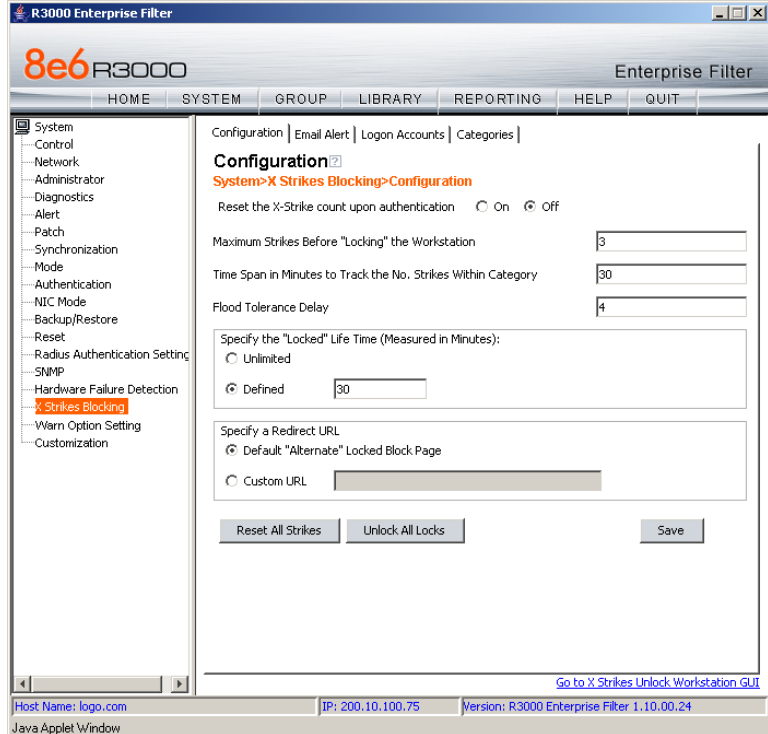 R3000 Enterprise Filter
8e6 R3000
Enterprise Filter
HOME SYSTEM GROUP LIBRARY REPORTING HELP QUIT
System
Control
Network
Administrator
Diagnostics
Alert
Patch
Synchronization
Mode
Authentication
NIC Mode
Backup/Restore
Reset
Radius Authentication Setting
SNMP
Hardware Failure Detection
X Strikes Blocking
Warn Option Setting
Customization
Configuration Email Alert Logon Accounts Categories
Configuration ?
System>X Strikes Blocking>Configuration
Reset the X-Strike count upon authentication On Off
Maximum Strikes Before "Locking" the Workstation 3
Time Span in Minutes to Track the No. Strikes Within Category 30
Flood Tolerance Delay 4
Specify the "Locked" Life Time (Measured in Minutes):
Unlimited
Defined 30
Specify a Redirect URL
Default "Alternate" Locked Block Page
Custom URL
Reset All Strikes Unlock All Locks Save
Go to X Strikes Unlock Workstation GUI
Host Name: logo.com IP: 200.10.100.75 Version: R3000 Enterprise Filter 1.10.00.24
Java Applet Window